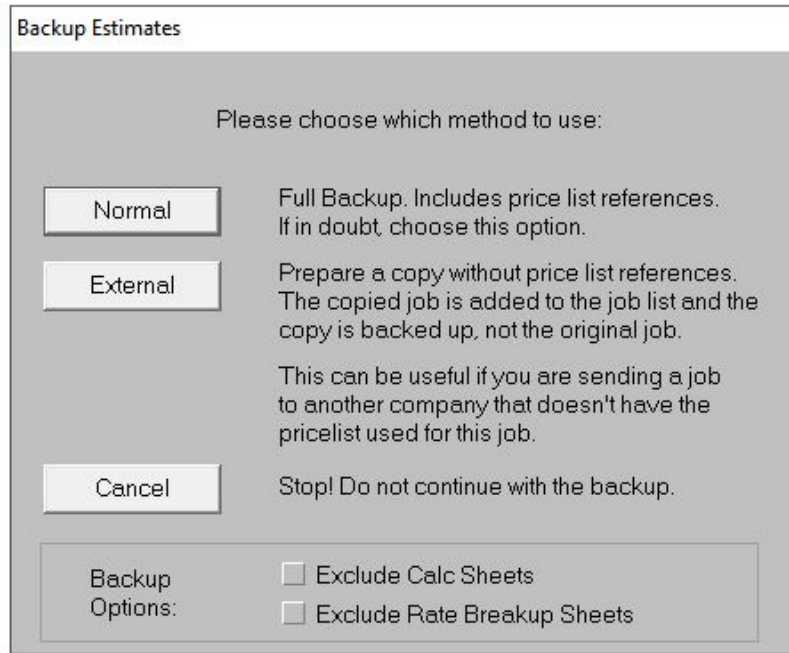 Backup Estimates
Please choose which method to use:
Normal
Full Backup. Includes price list references.
If in doubt, choose this option.
External
Prepare a copy without price list references.
The copied job is added to the job list and the
copy is backed up, not the original job.
This can be useful if you are sending a job
to another company that doesn't have the
pricelist used for this job.
Cancel
Stop! Do not continue with the backup.
Backup
Options:
Exclude Calc Sheets
Exclude Rate Breakup Sheets